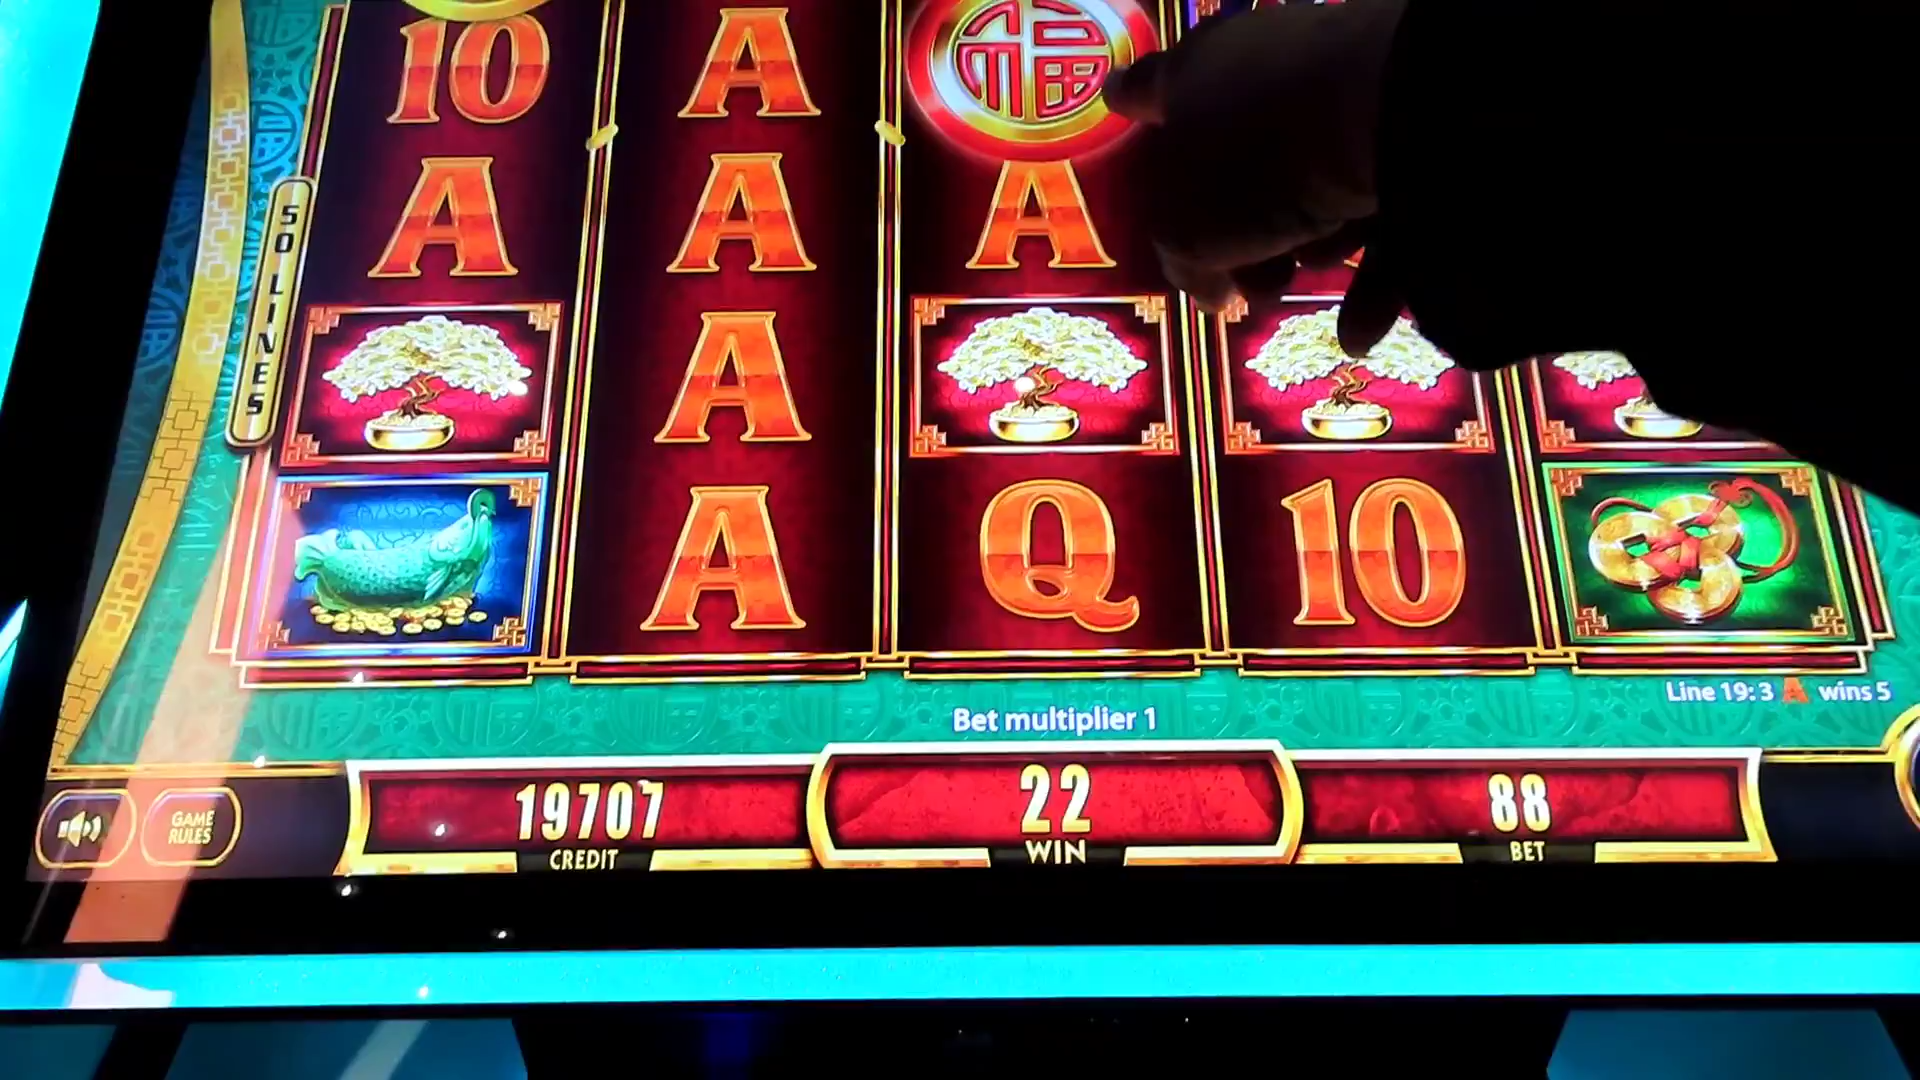 10 A 福
A A A
A
A Q 10
50 LINES
Line 19: 3 A wins 5
Bet multiplier 1
19707 22 88
CREDIT WIN BET
GAME
RULES